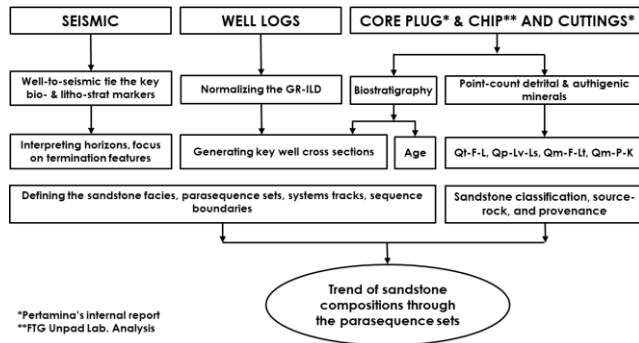 SEISMIC
WELL LOGS
CORE PLUG* & CHIP** AND CUTTINGS*
Well-to-seismic tie the key
bio- & litho-strat markers
Normalizing the GR-ILD
Biostratigraphy
Point-count detrital & authigenic
minerals
Interpreting horizons, focus
on termination features
Generating key well cross sections
Age
Qt-F-L, Qp-Lv-Ls, Qm-F-Lt, Qm-P-K
Defining the sandstone facies, parasequence sets, systems tracks, sequence
boundaries
Sandstone classification, source-
rock, and provenance
Trend of sandstone
compositions through
the parasequence sets
*Pertamina's internal report
**FTG Unpad Lab. Analysis